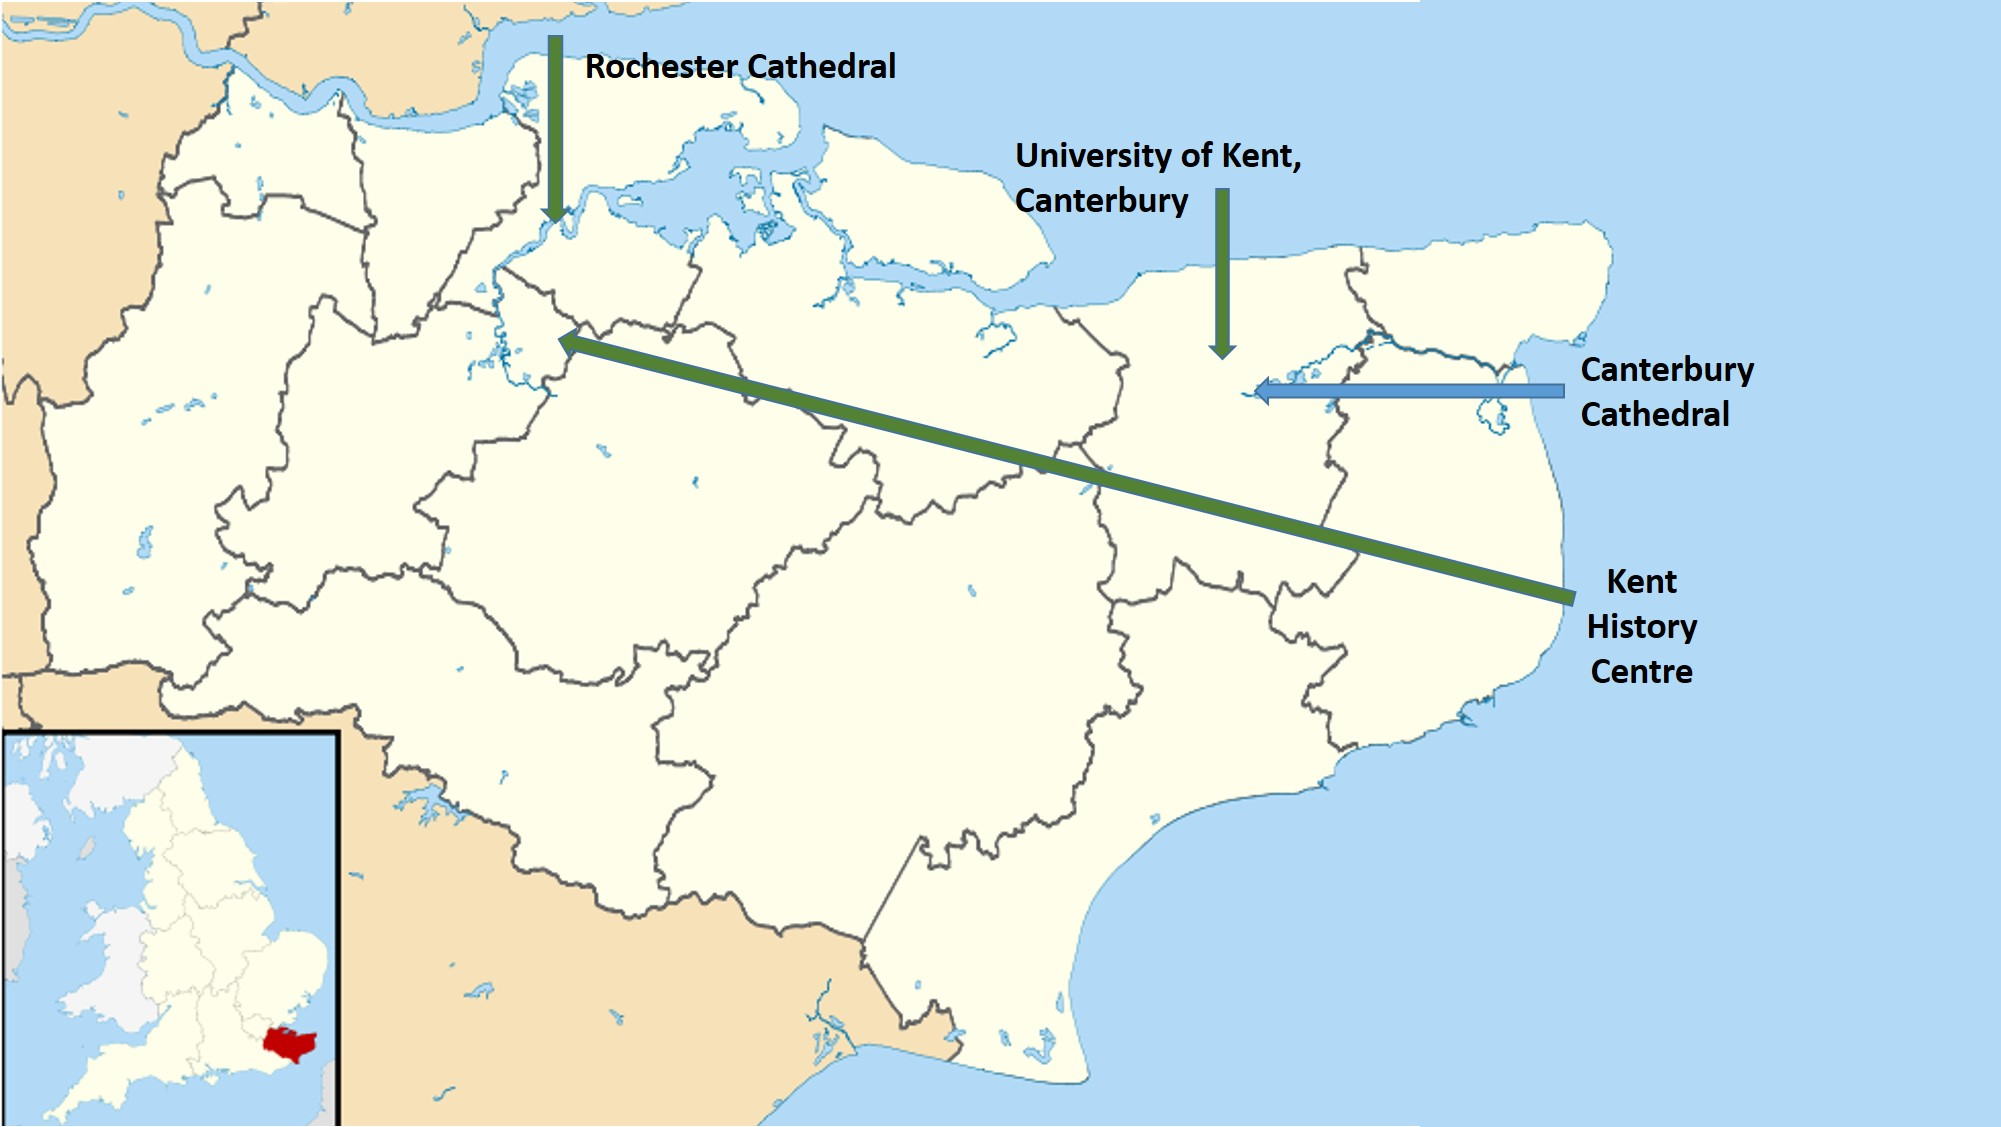 Rochester Cathedral
University of Kent,
Canterbury
Canterbury
Cathedral
Kent
History
Centre